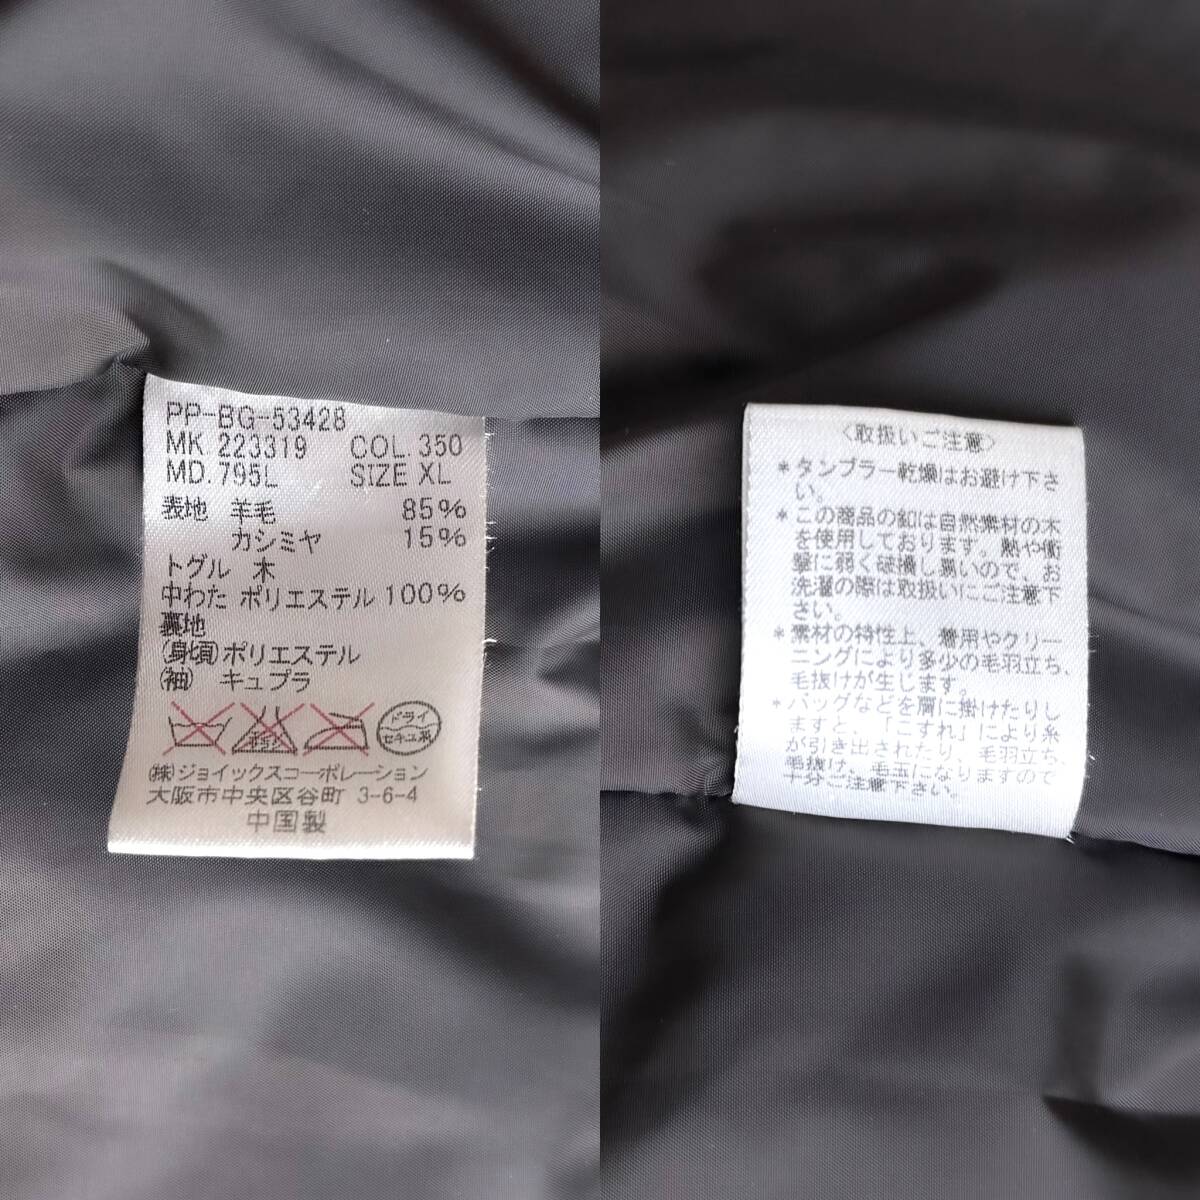 PP-BG-53428
MK. 223319 COL. 350
MD. 795L SIZE XL
表地 羊毛 85%
カシミヤ 15%
トグル 木
中わた ポリエステル 100%
裏地
(身頃) ポリエステル
(袖) キュプラ
ドライ
セキユ系
(株)ジョイックスコーポレーション
大阪市中央区谷町 3-6-4
中国製
〈取扱いご注意〉
*タンブラー乾燥はお避け下さ
い。
*この商品の釦は自然素材の木
を使用しております。熱や衝
撃に弱く破損し易いので、お
洗濯の際は取扱いにご注意下
さい。
*素材の特性上、着用やクリー
ニングにより多少の毛羽立ち、
毛抜けが生じます。
*バッグなどを肩に掛けたりし
ますと、「こすれ」により糸
が引き出されたり、毛羽立ち、
毛抜け、毛玉になりますので
十分ご注意下さい。